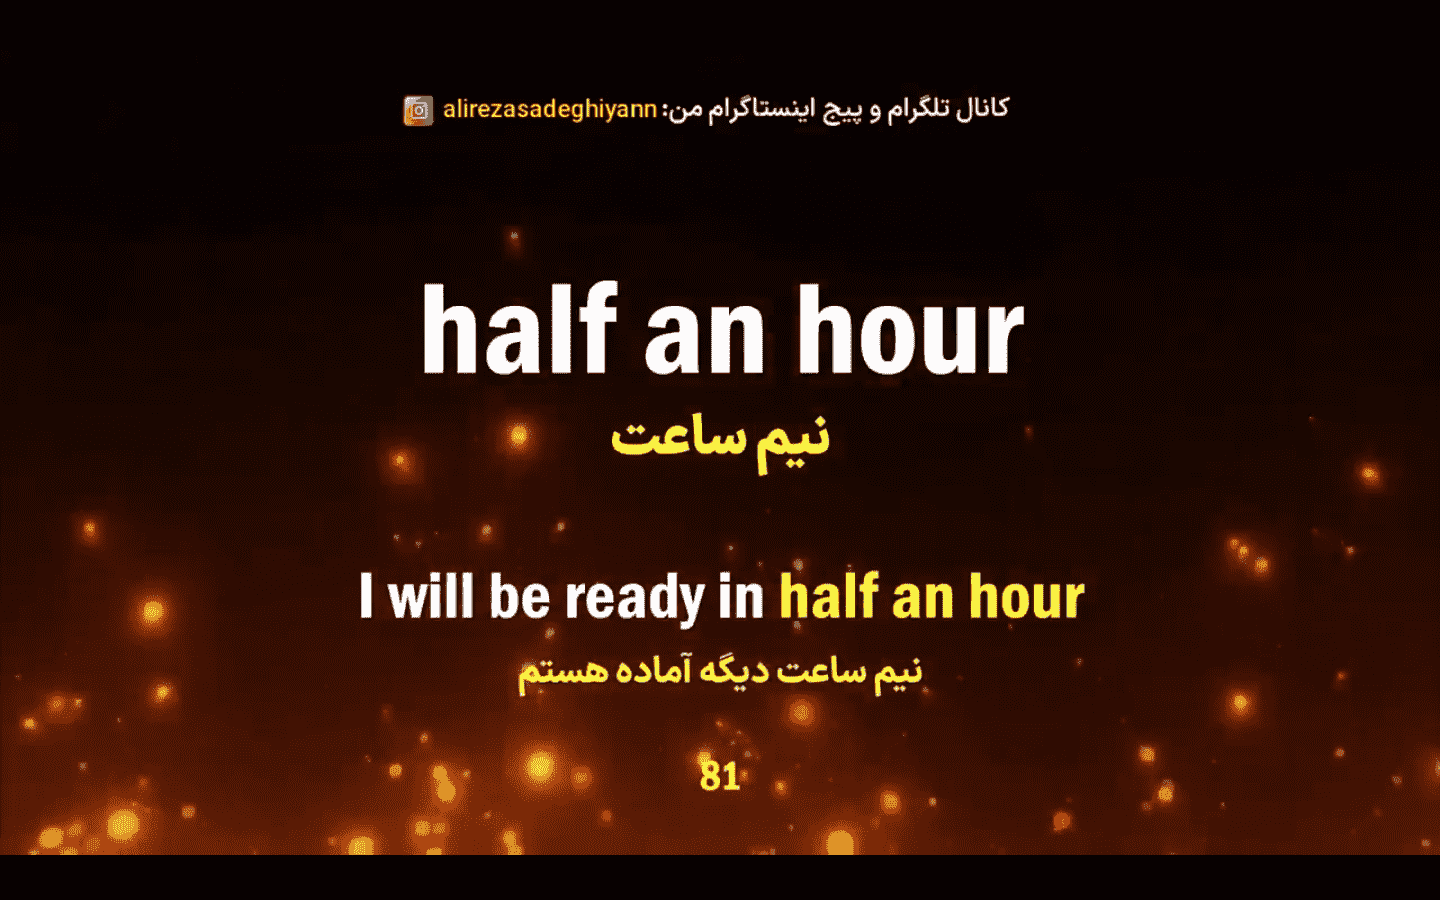 کانال تلگرام و پیج اینستاگرام من: alirezasadeghiyann
half an hour
نیم ساعت
I will be ready in half an hour
نیم ساعت دیگه آماده هستم
81